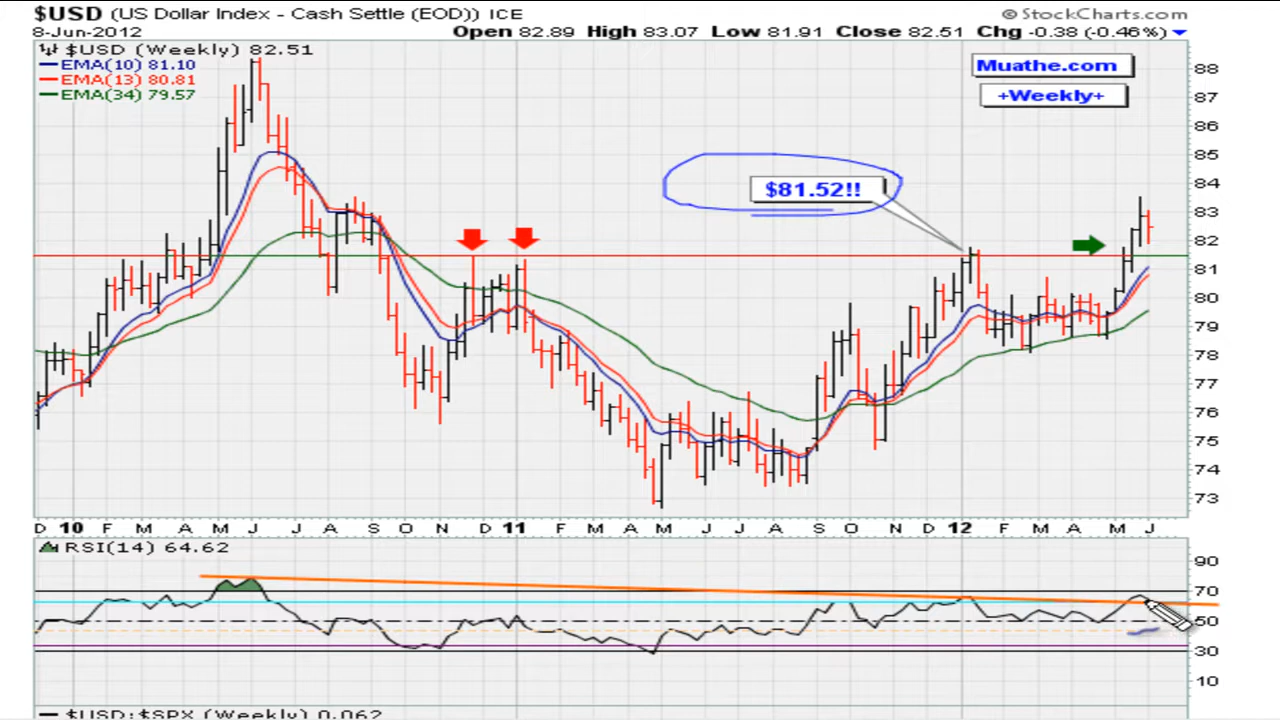 $USD (US Dollar Index - Cash Settle (EOD)) ICE
© StockCharts.com
8-Jun-2012
Open 82.89 High 83.07 Low 81.91 Close 82.51 Chg -0.38 (-0.46%)
$USD (Weekly) 82.51
EMA(10) 81.10
EMA(13) 80.81
EMA(34) 79.57
Muathe.com
+Weekly+
$81.52!!
88
87
86
85
84
83
82
81
80
79
78
77
76
75
74
73
D 10 F M A M J J A S O N D 11 F M A M J J A S O N D 12 F M A M J
RSI(14) 64.62
90
70
50
30
10
$USD:$SPX (Weekly) 0.062